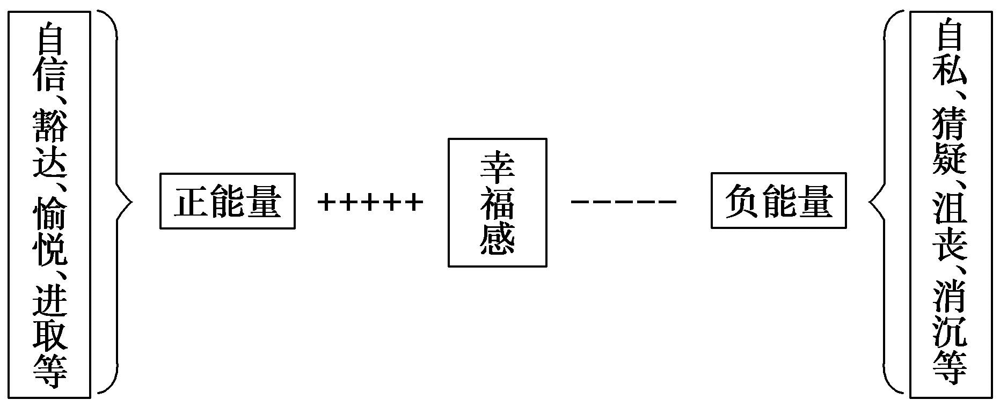 自信、豁达、愉悦、进取等
正能量
+++++
幸福感
-----
负能量
自私、猜疑、沮丧、消沉等